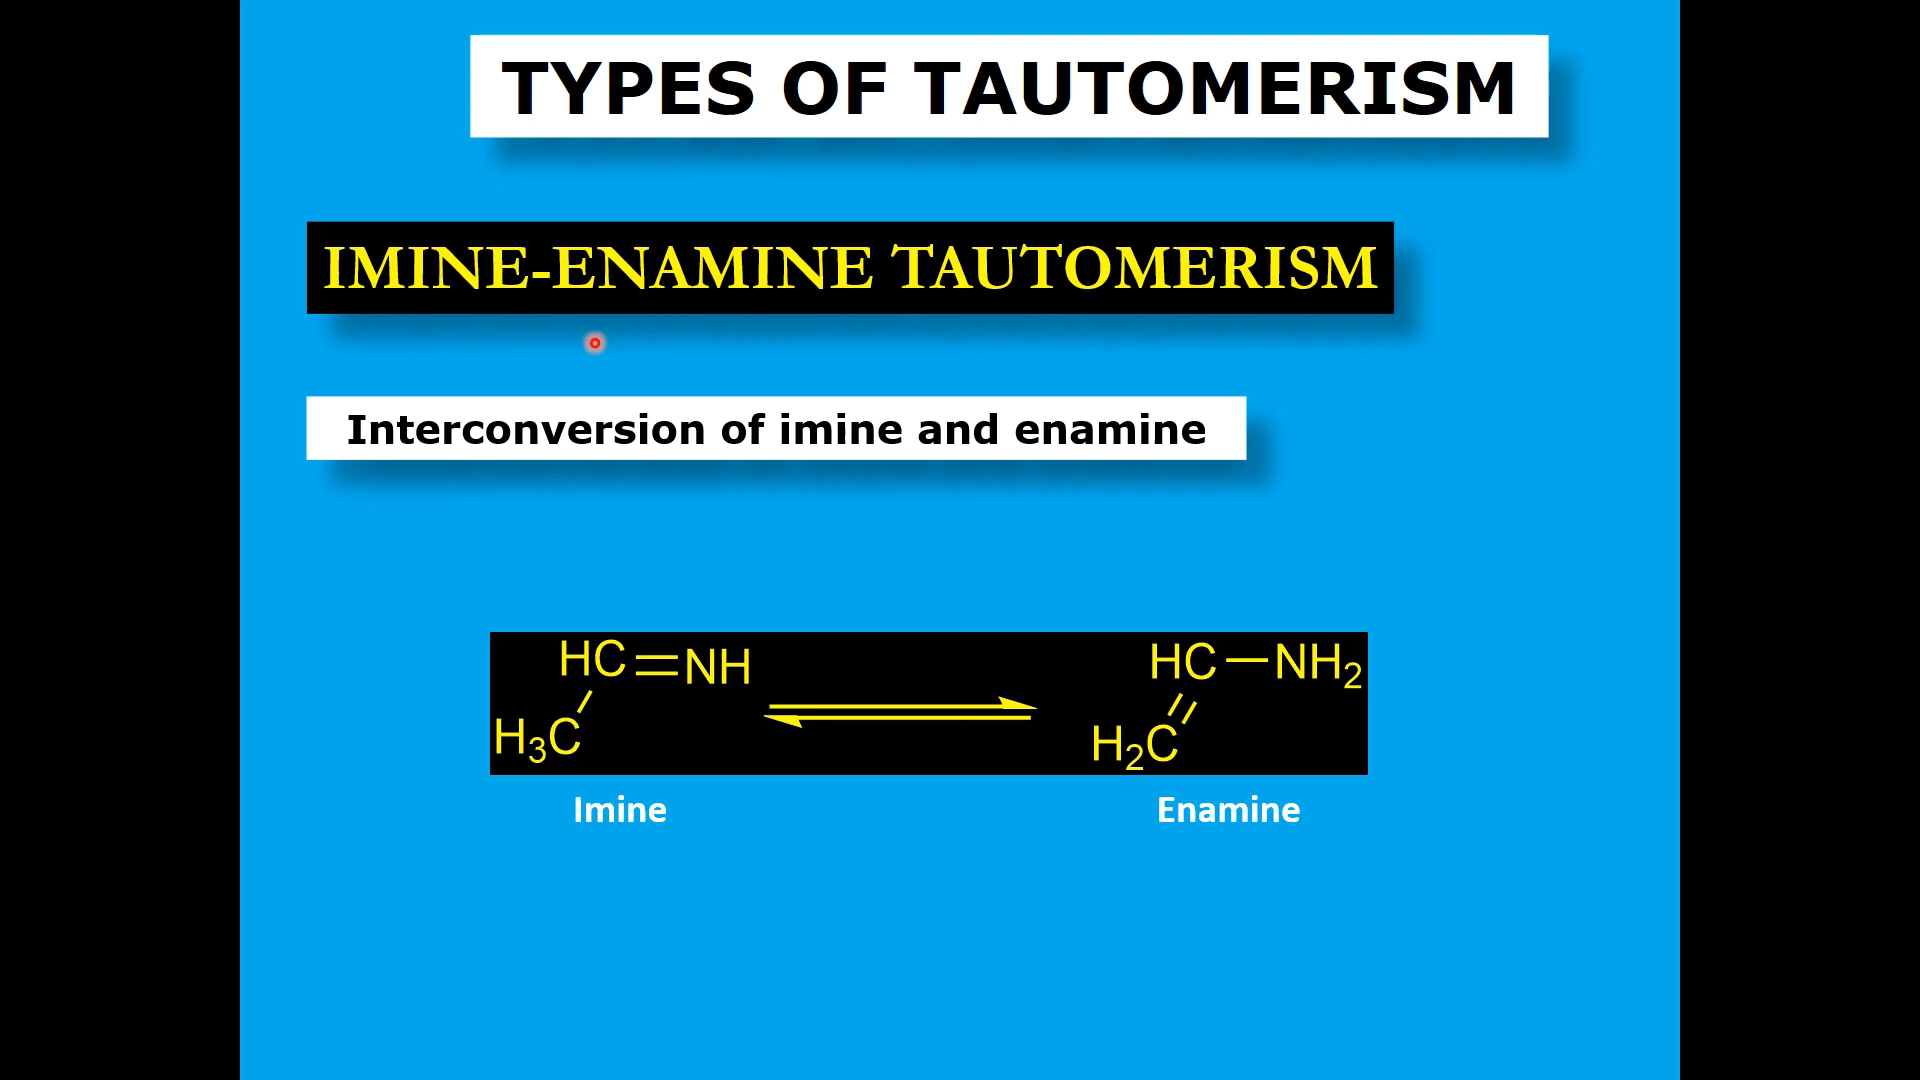 TYPES OF TAUTOMERISM
IMINE-ENAMINE TAUTOMERISM
Interconversion of imine and enamine
HC=NH
H₃C
HC—NH₂
H₂C
Imine
Enamine